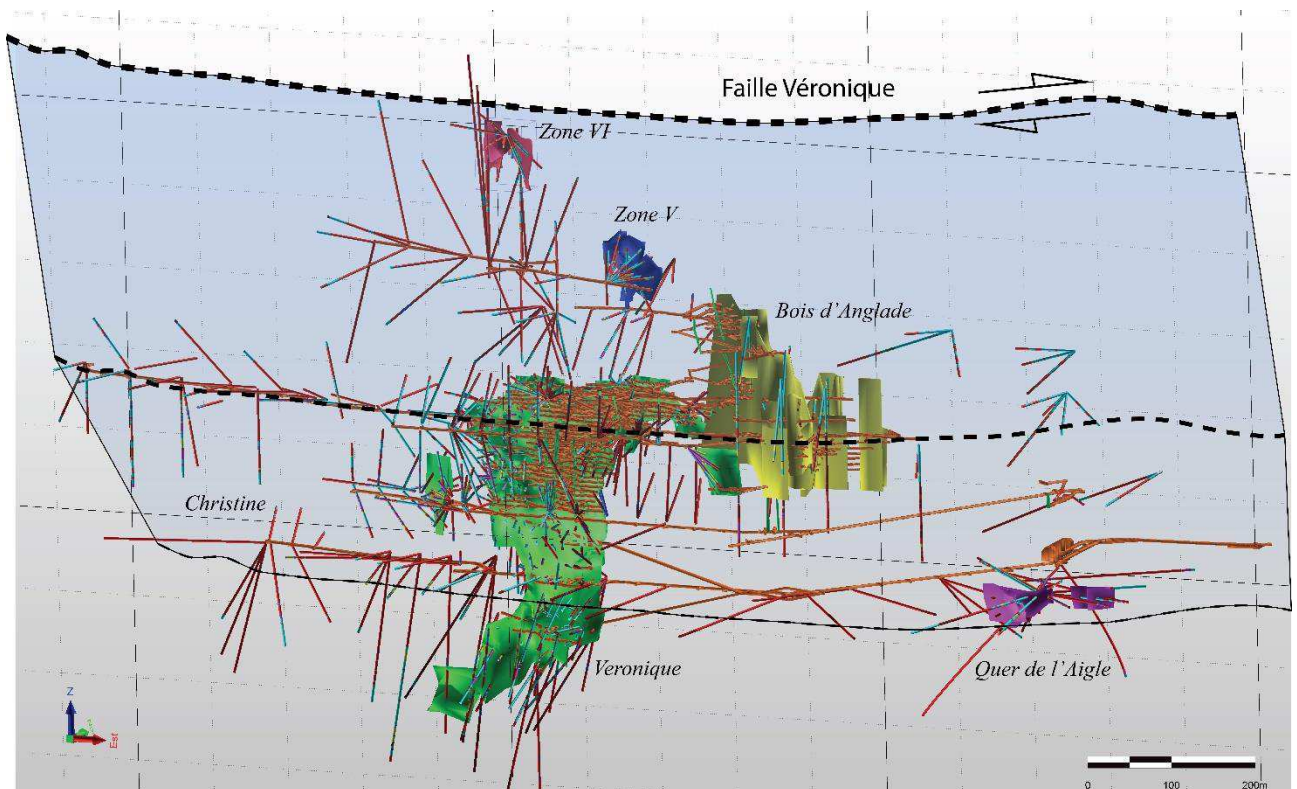 Faille Véronique
Zone VI
Zone V
Bois d'Anglade
Christine
Veronique
Quer de l'Aigle
Z
Est
0 100 200m